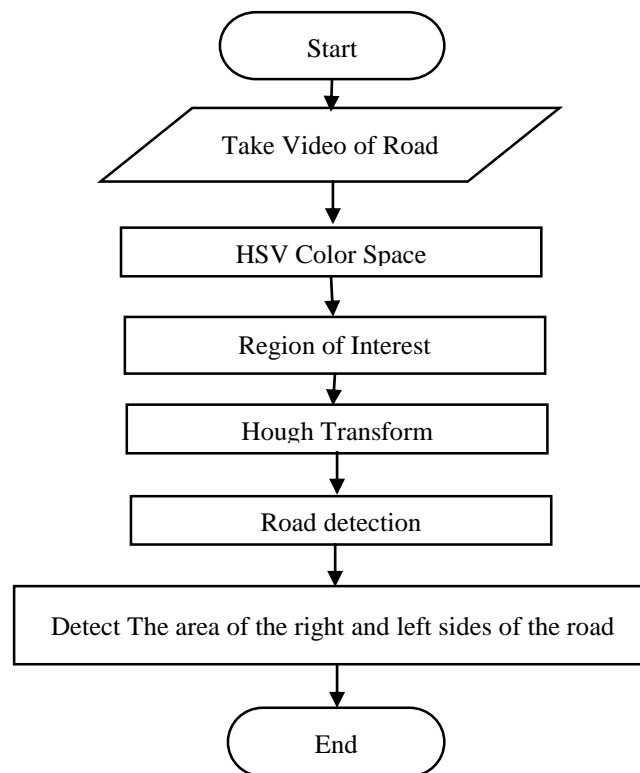 Start
Take Video of Road
HSV Color Space
Region of Interest
Hough Transform
Road detection
Detect The area of the right and left sides of the road
End